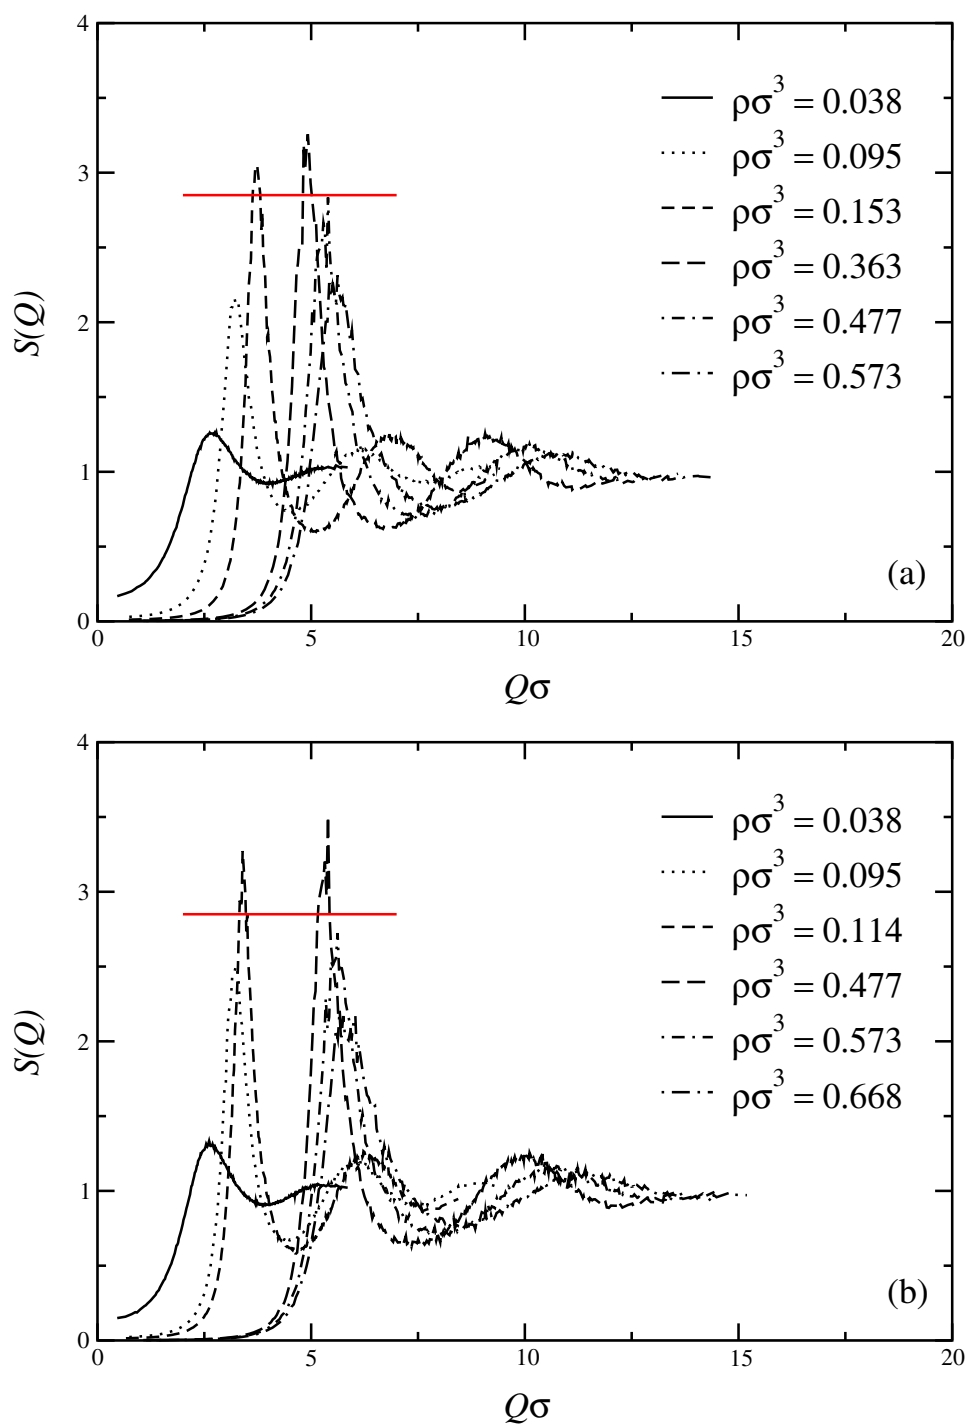 4
3
2
1
0
S(Q)
ρσ³ = 0.038
ρσ³ = 0.095
ρσ³ = 0.153
ρσ³ = 0.363
ρσ³ = 0.477
ρσ³ = 0.573
(a)
0 5 10 15 20
Qσ
4
3
2
1
0
S(Q)
ρσ³ = 0.038
ρσ³ = 0.095
ρσ³ = 0.114
ρσ³ = 0.477
ρσ³ = 0.573
ρσ³ = 0.668
(b)
0 5 10 15 20
Qσ